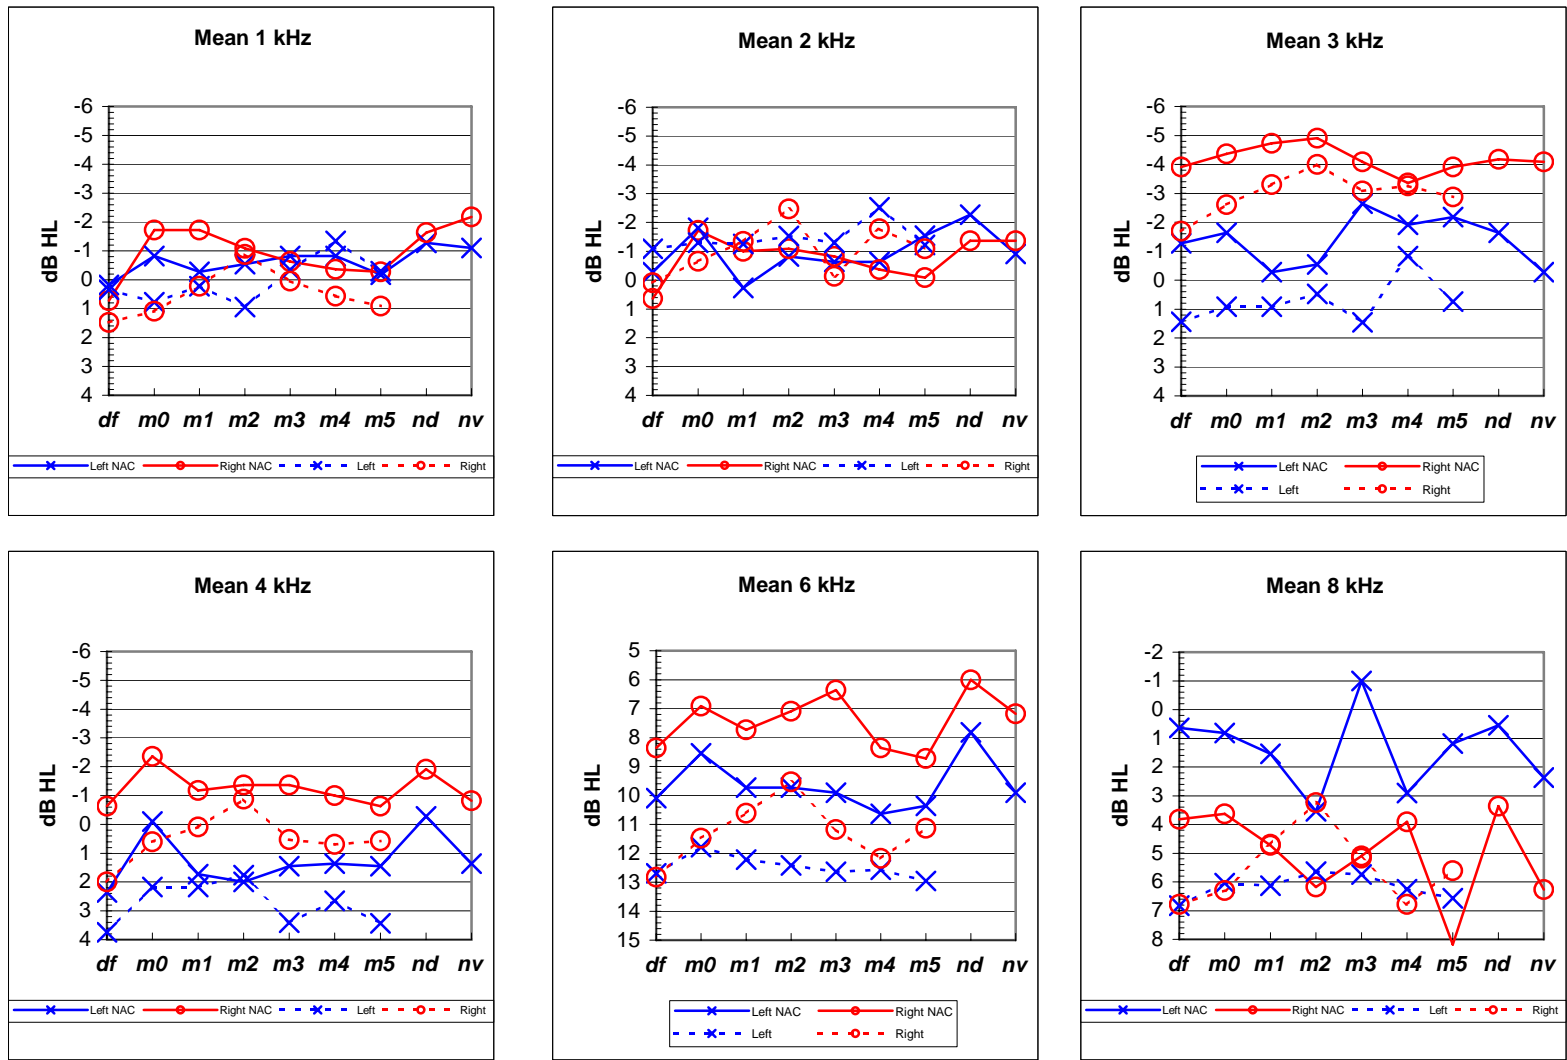 Mean 1 kHz
dB HL
-6
-5
-4
-3
-2
-1
0
1
2
3
4
df m0 m1 m2 m3 m4 m5 nd nv
Left NAC Right NAC Left Right
Mean 2 kHz
dB HL
-6
-5
-4
-3
-2
-1
0
1
2
3
4
df m0 m1 m2 m3 m4 m5 nd nv
Left NAC Right NAC Left Right
Mean 3 kHz
dB HL
-6
-5
-4
-3
-2
-1
0
1
2
3
4
df m0 m1 m2 m3 m4 m5 nd nv
Left NAC Right NAC
Left Right
Mean 4 kHz
dB HL
-6
-5
-4
-3
-2
-1
0
1
2
3
4
df m0 m1 m2 m3 m4 m5 nd nv
Left NAC Right NAC Left Right
Mean 6 kHz
dB HL
5
6
7
8
9
10
11
12
13
14
15
df m0 m1 m2 m3 m4 m5 nd nv
Left NAC Right NAC
Left Right
Mean 8 kHz
dB HL
-2
-1
0
1
2
3
4
5
6
7
8
df m0 m1 m2 m3 m4 m5 nd nv
Left NAC Right NAC Left Right